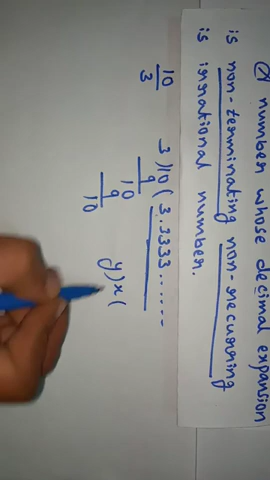 A number whose decimal expansion
is non-terminating non-recurring
is irrational number.
10
3
3)10(3.3333.......
9
10
9
10
y)x(